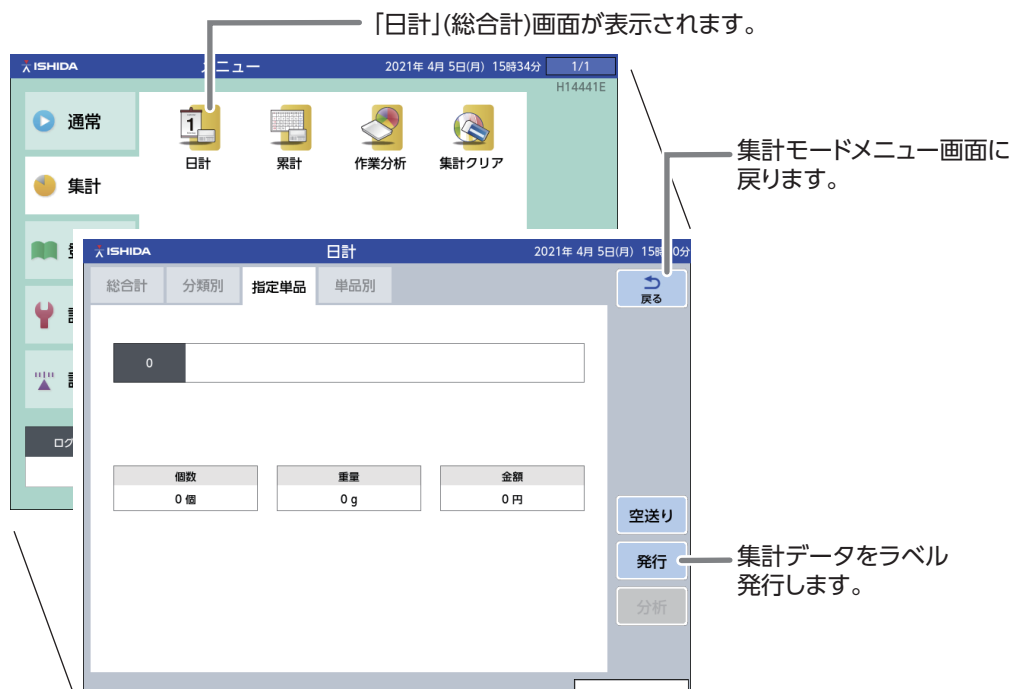 「日計」(総合計)画面が表示されます。
ISHIDA
メニュー
2021年 4月 5日(月) 15時34分
1/1
H14441E
通常
集計
日計
累計
作業分析
集計クリア
集計モードメニュー画面に
戻ります。
ISHIDA
日計
2021年 4月 5日(月)
総合計
分類別
指定単品
単品別
戻る
0
個数
重量
金額
0 個
0 g
0 円
空送り
発行
分析
集計データをラベル
発行します。